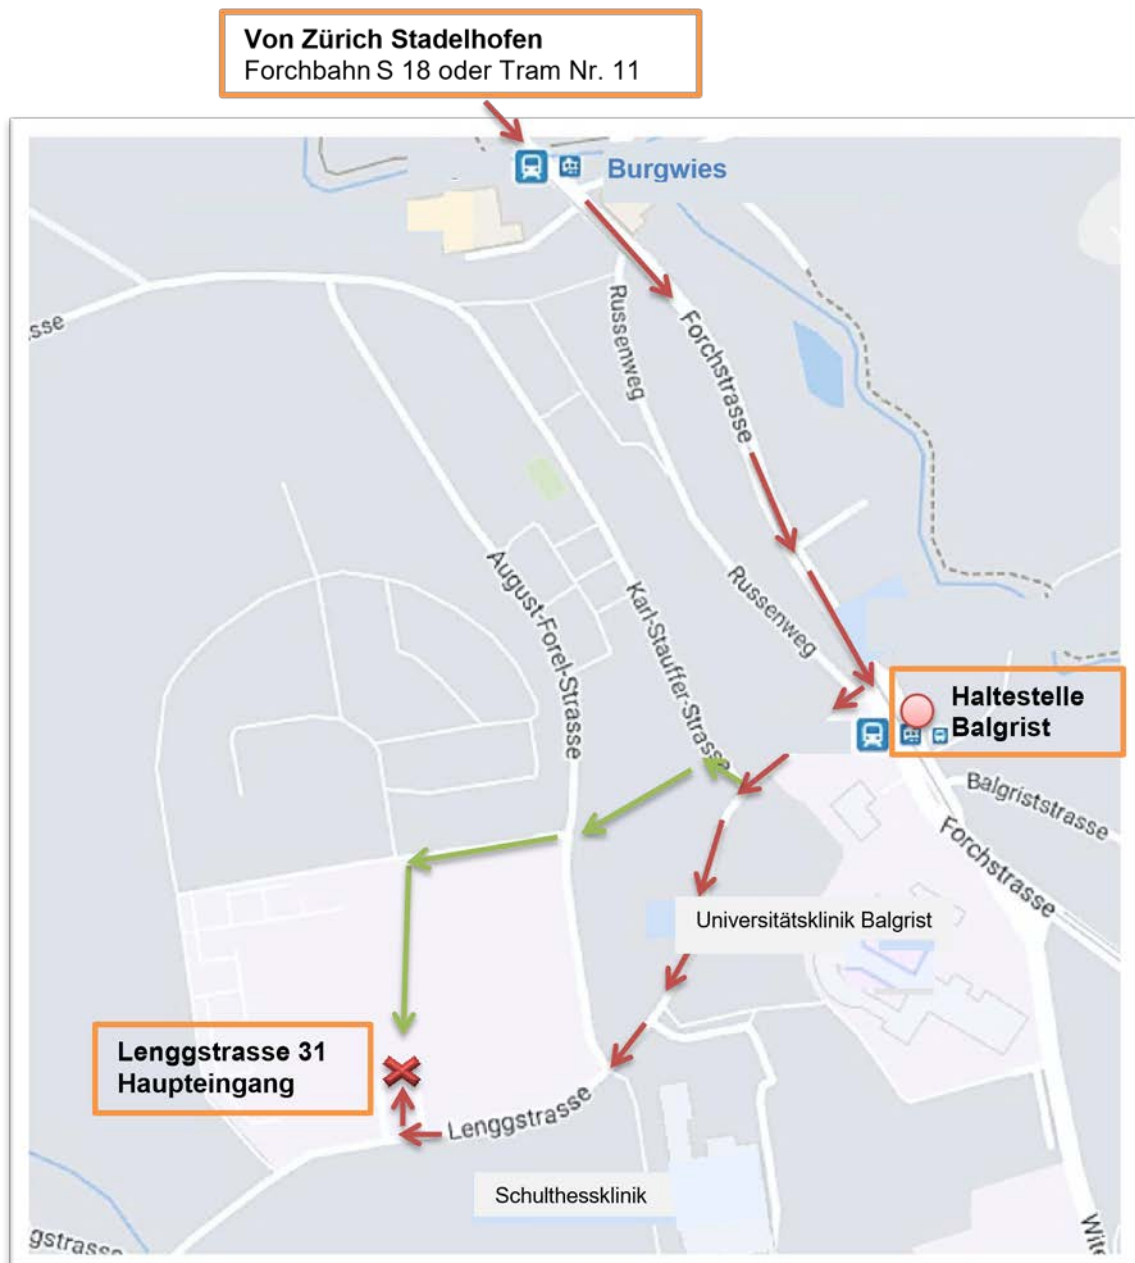 Von Zürich Stadelhofen
Forchbahn S 18 oder Tram Nr. 11
Burgwies
sse
Russenweg
Forchstrasse
August-Forel-Strasse
Karl-Stauffer-Strasse
Russenweg
Haltestelle
Balgrist
Balgriststrasse
Forchstrasse
Universitätsklinik Balgrist
Lenggstrasse 31
Haupteingang
Lenggstrasse
Schulthessklinik
gstrasse
Wite